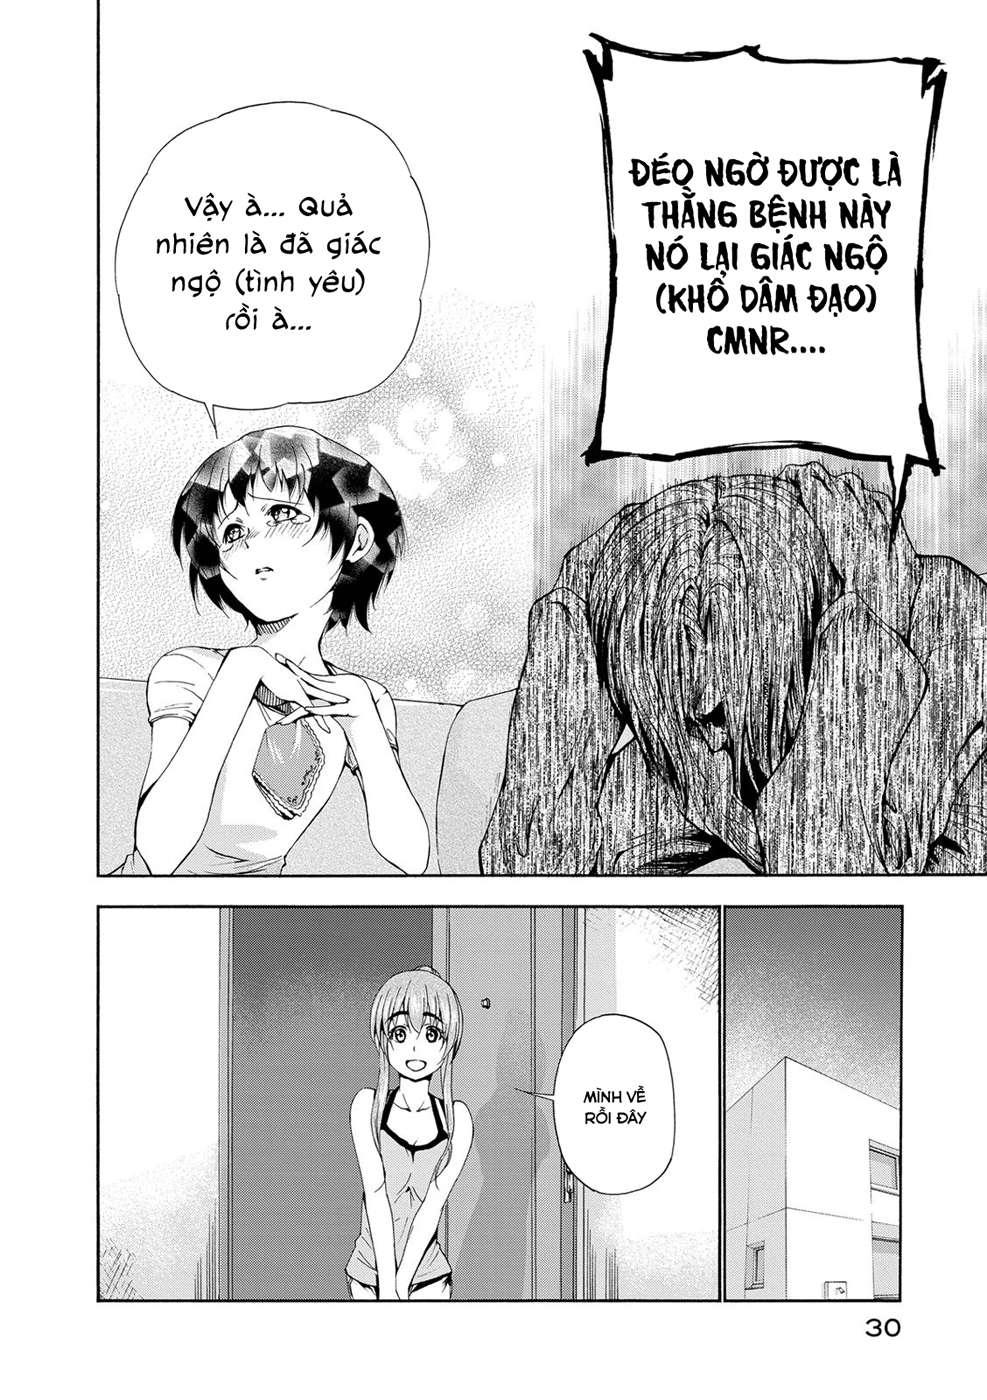 ĐÉO NGỜ ĐƯỢC LÀ
THẰNG BỆNH NÀY
NÓ LẠI GIÁC NGỘ
(KHỔ DÂM ĐẠO)
CMNR....
Vậy à... Quả
nhiên là đã giác
ngộ (tình yêu)
rồi à...
MÌNH VỀ
RỒI ĐÂY
30